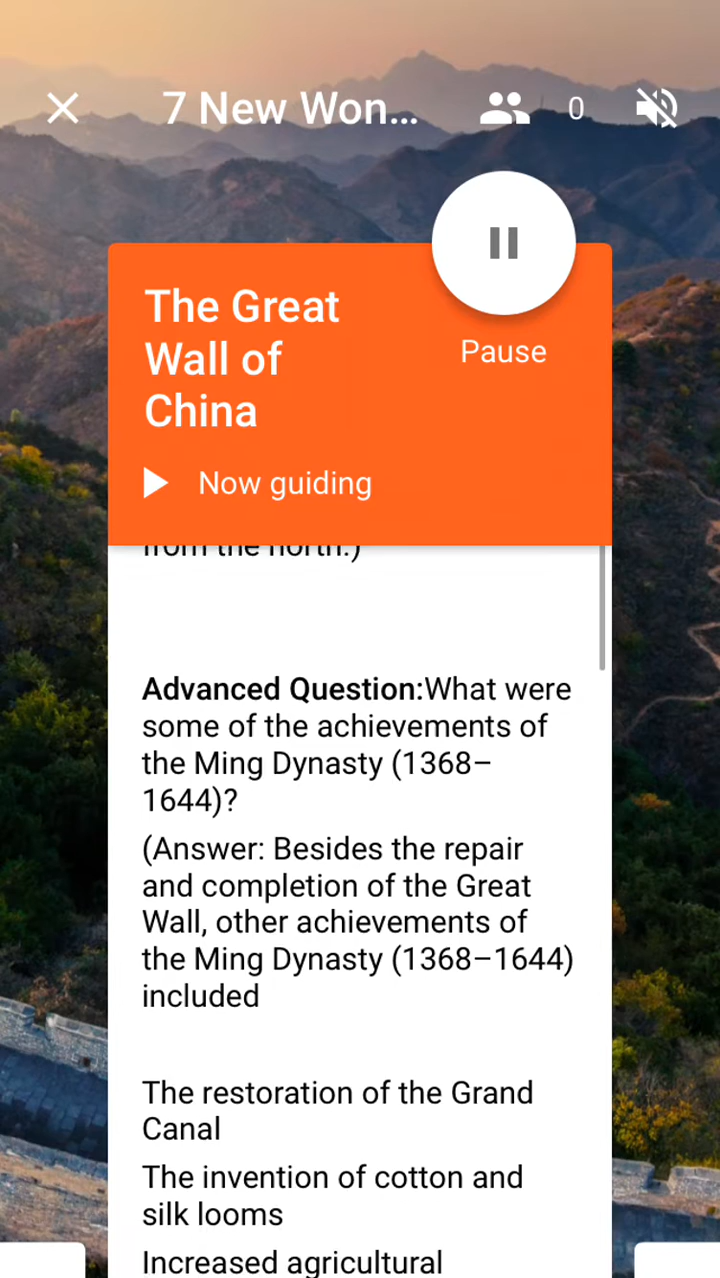 7 New Won...
0
The Great
Wall of
China
Pause
Now guiding
from the north.)
Advanced Question:What were
some of the achievements of
the Ming Dynasty (1368–
1644)?
(Answer: Besides the repair
and completion of the Great
Wall, other achievements of
the Ming Dynasty (1368–1644)
included
The restoration of the Grand
Canal
The invention of cotton and
silk looms
Increased agricultural